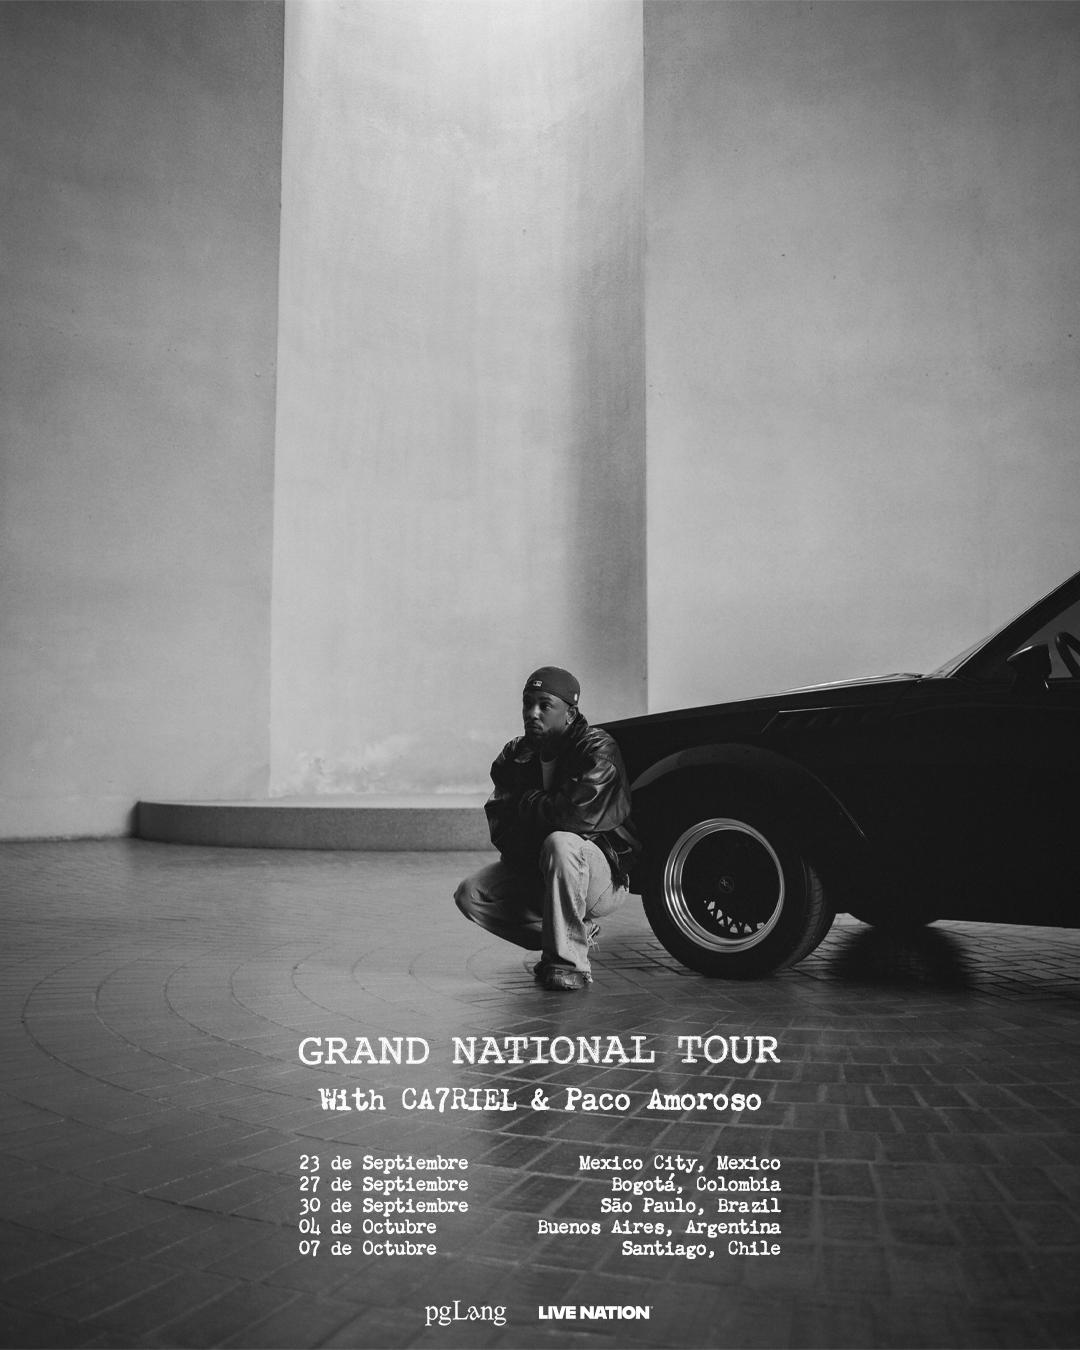 GRAND NATIONAL TOUR
With CA7RIEL & Paco Amoroso
23 de Septiembre Mexico City, Mexico
27 de Septiembre Bogotá, Colombia
30 de Septiembre São Paulo, Brazil
04 de Octubre Buenos Aires, Argentina
07 de Octubre Santiago, Chile
pgLang LIVE NATION